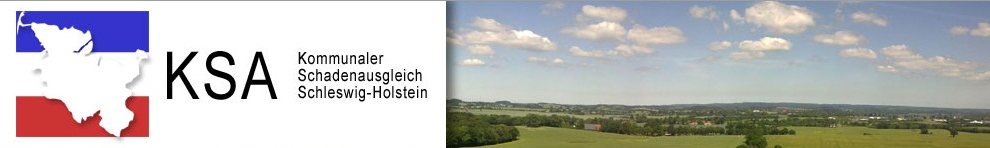 KSA
Kommunaler
Schadenausgleich
Schleswig-Holstein